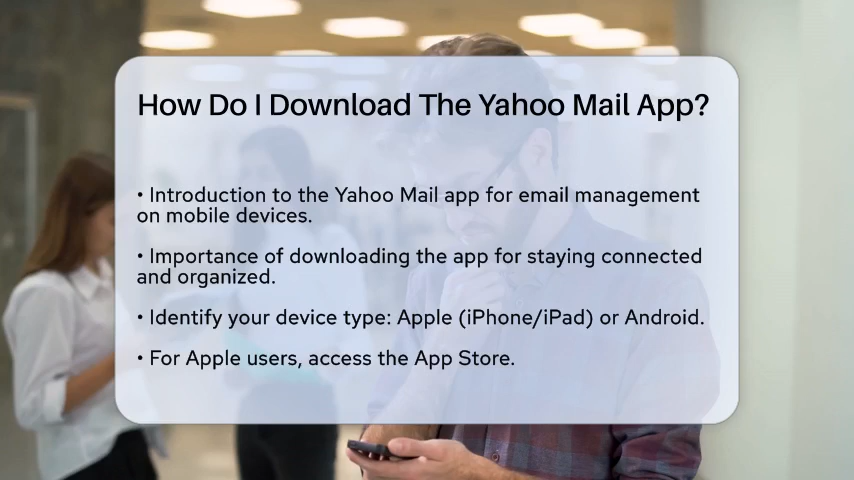 How Do I Download The Yahoo Mail App?
• Introduction to the Yahoo Mail app for email management
on mobile devices.
• Importance of downloading the app for staying connected
and organized.
• Identify your device type: Apple (iPhone/iPad) or Android.
• For Apple users, access the App Store.